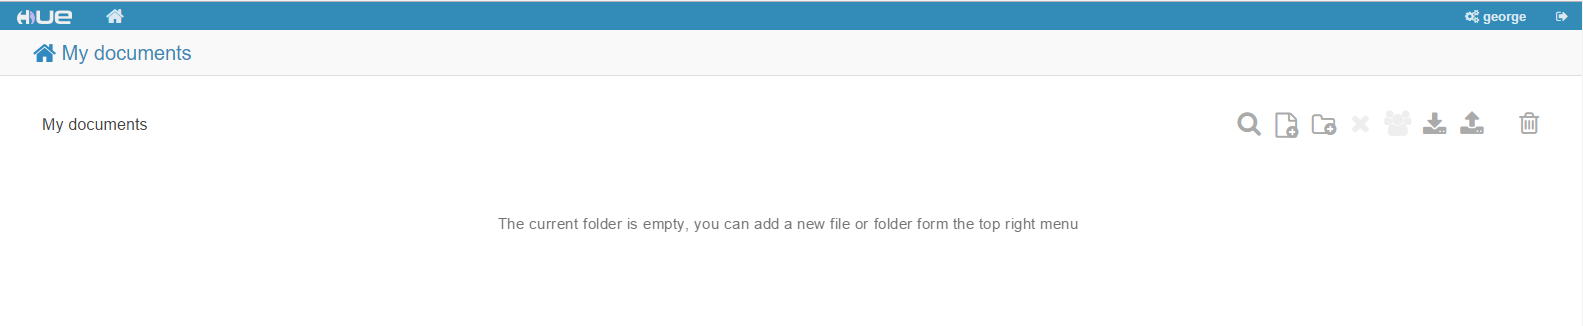 HUE
george
My documents
My documents
The current folder is empty, you can add a new file or folder form the top right menu